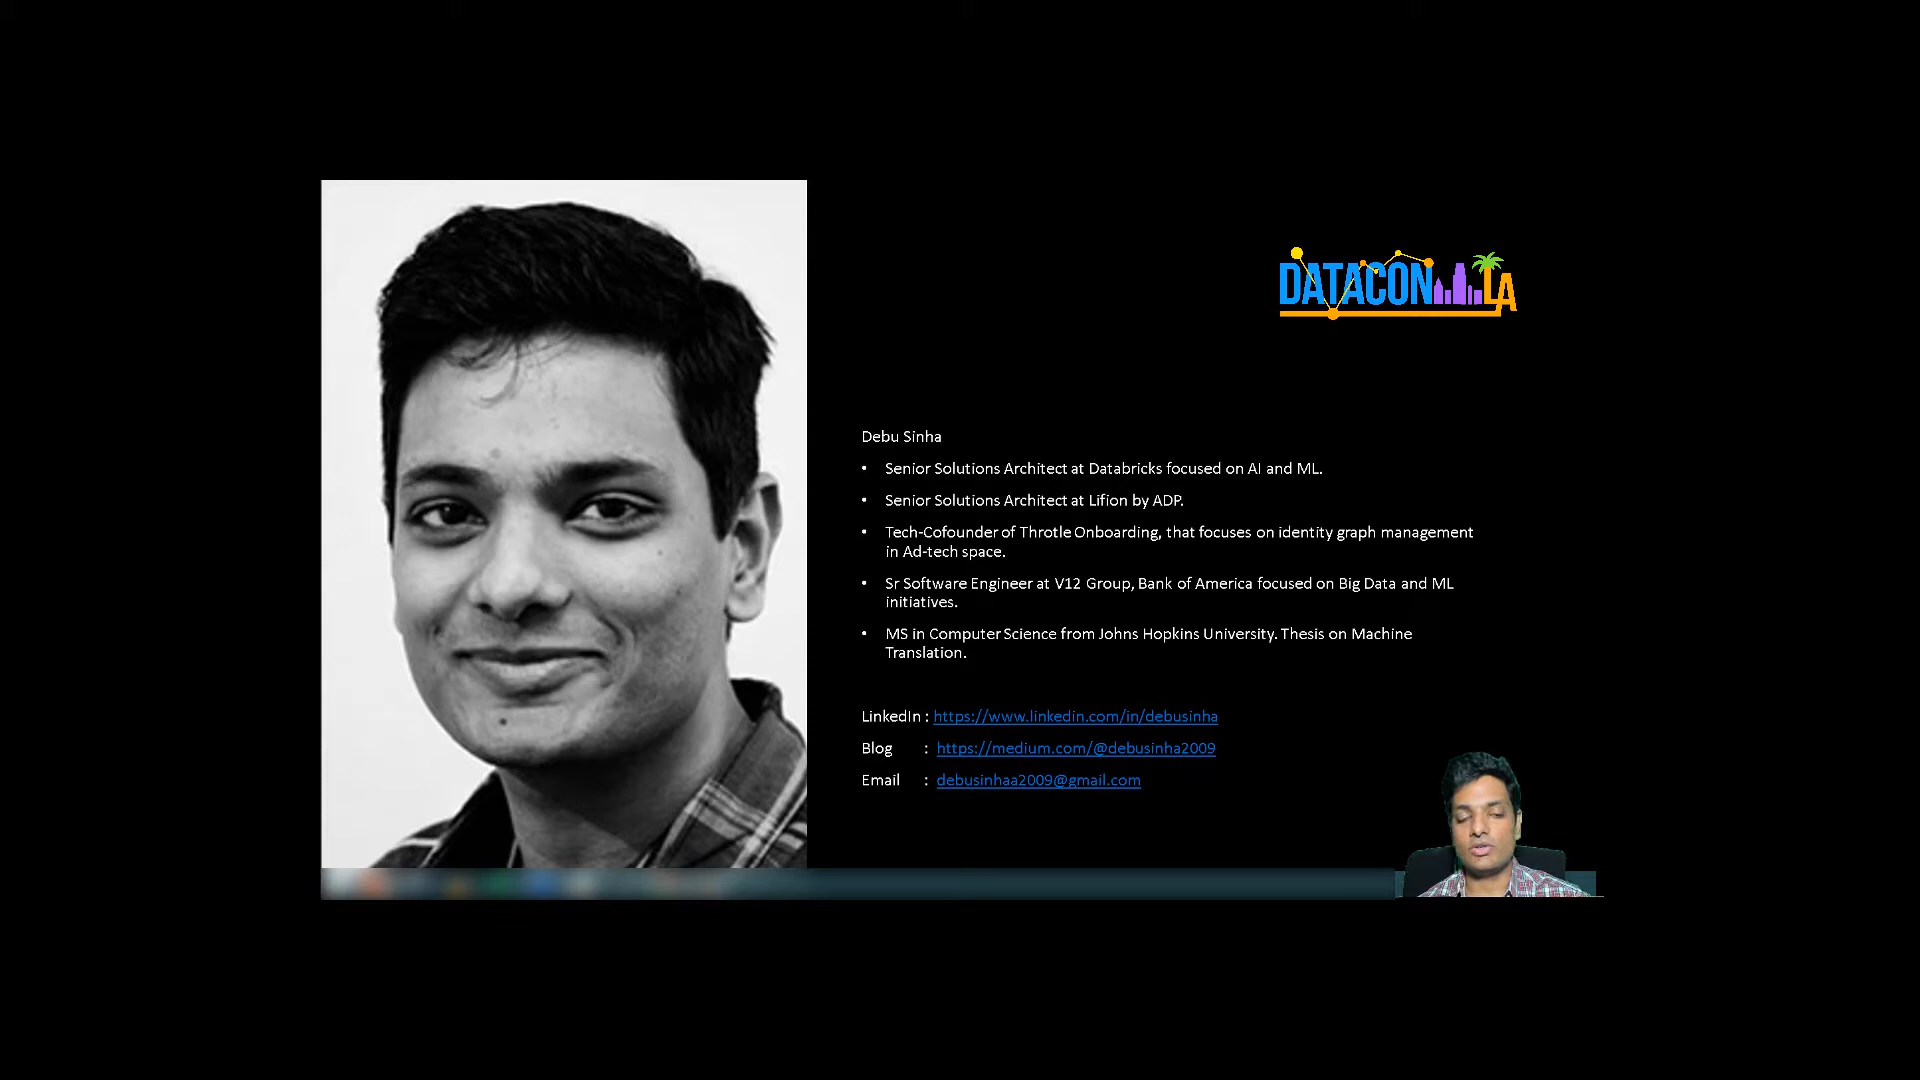 DATACON LA
Debu Sinha
• Senior Solutions Architect at Databricks focused on AI and ML.
• Senior Solutions Architect at Lifion by ADP.
• Tech-Cofounder of Throtle Onboarding, that focuses on identity graph management
in Ad-tech space.
• Sr Software Engineer at V12 Group, Bank of America focused on Big Data and ML
initiatives.
• MS in Computer Science from Johns Hopkins University. Thesis on Machine
Translation.
LinkedIn : https://www.linkedin.com/in/debusinha
Blog : https://medium.com/@debusinha2009
Email : debusinhaa2009@gmail.com